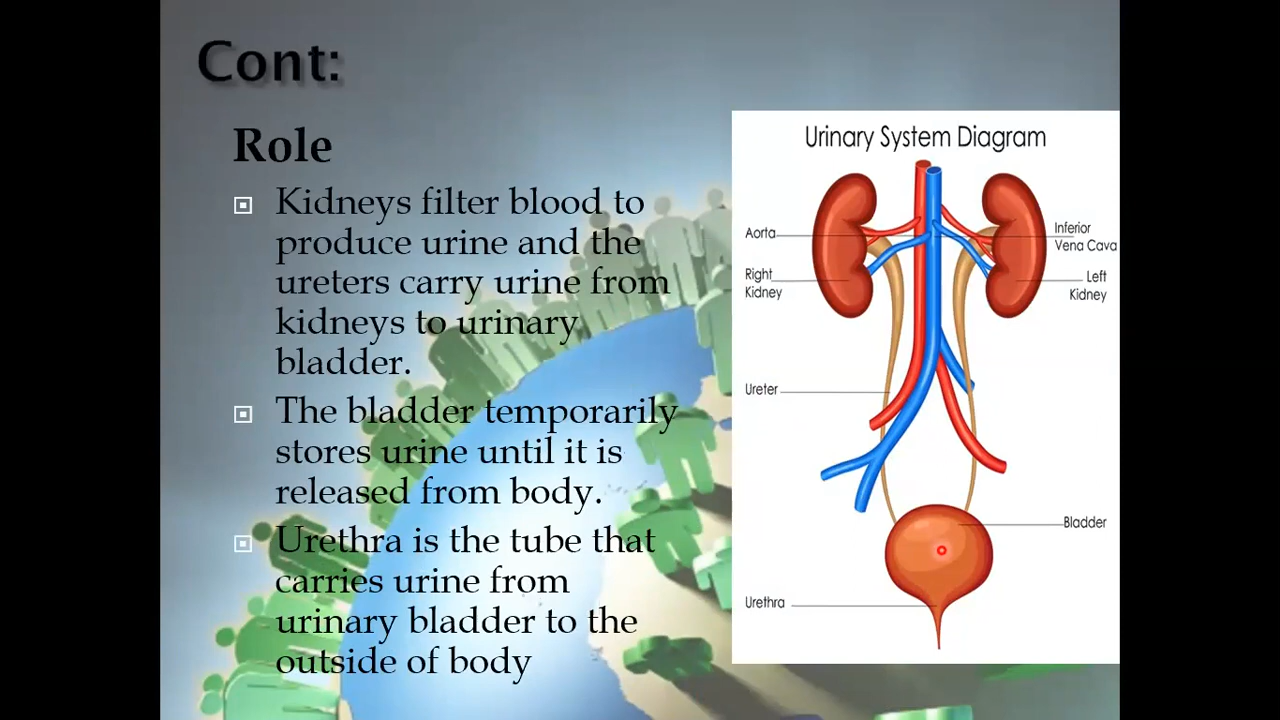 Cont:
Role
Kidneys filter blood to
produce urine and the
ureters carry urine from
kidneys to urinary
bladder.
The bladder temporarily
stores urine until it is
released from body.
Urethra is the tube that
carries urine from
urinary bladder to the
outside of body
Urinary System Diagram
Aorta
Inferior
Vena Cava
Right
Kidney
Left
Kidney
Ureter
Bladder
Urethra